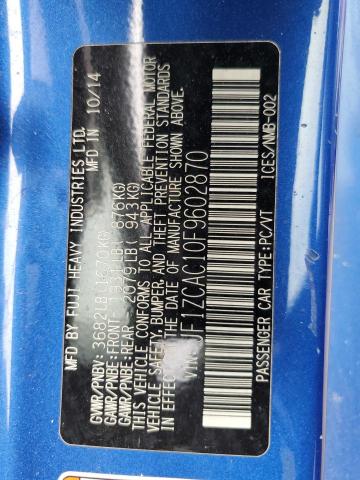 MFD BY FUJI HEAVY INDUSTRIES LTD.
MFD IN 10/14
GVWR/PNBV: 3682LB(1670KG)
GAWR/PNBE:FRONT 1931LB( 876KG)
GAWR/PNBE:REAR 2079LB( 943KG)
THIS VEHICLE CONFORMS TO ALL APPLICABLE FEDERAL MOTOR
VEHICLE SAFETY, BUMPER, AND THEFT PREVENTION STANDARDS
IN EFFECT ON THE DATE OF MANUFACTURE SHOWN ABOVE.
VIN: JF1ZCAC10F9602870
PASSENGER CAR TYPE:PC/VT ICES/NMB-002